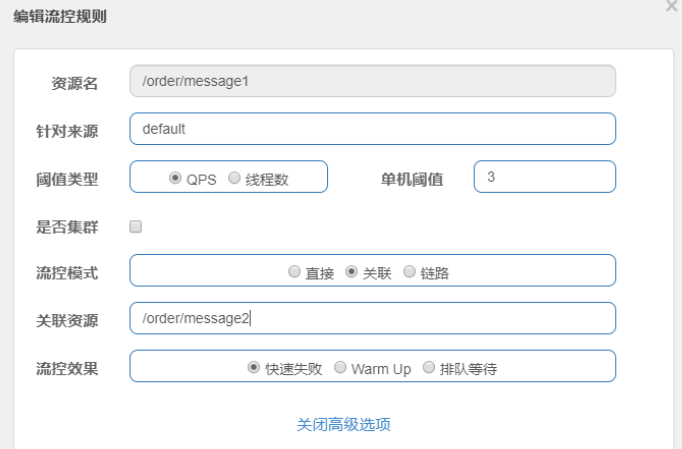 编辑流控规则 ×
资源名 /order/message1
针对来源 default
阈值类型 QPS 线程数 单机阈值 3
是否集群
流控模式 直接 关联 链路
关联资源 /order/message2
流控效果 快速失败 Warm Up 排队等待
关闭高级选项